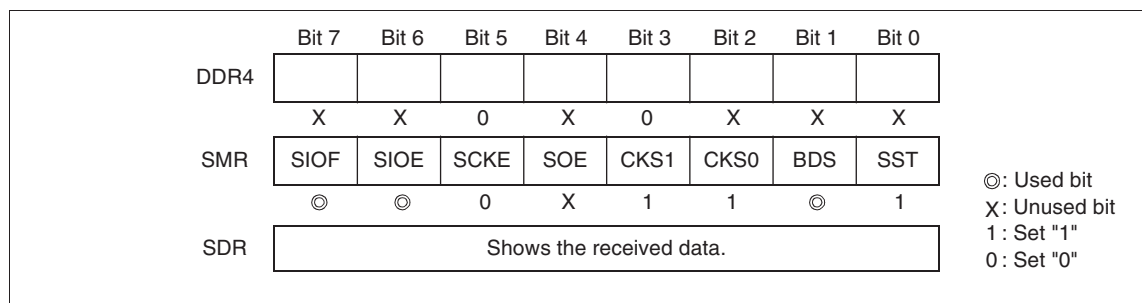 Bit 7 Bit 6 Bit 5 Bit 4 Bit 3 Bit 2 Bit 1 Bit 0
DDR4
X X 0 X 0 X X X
SMR SIOF SIOE SCKE SOE CKS1 CKS0 BDS SST
◎ ◎ 0 X 1 1 ◎ 1
SDR Shows the received data.
◎: Used bit
X: Unused bit
1: Set "1"
0: Set "0"